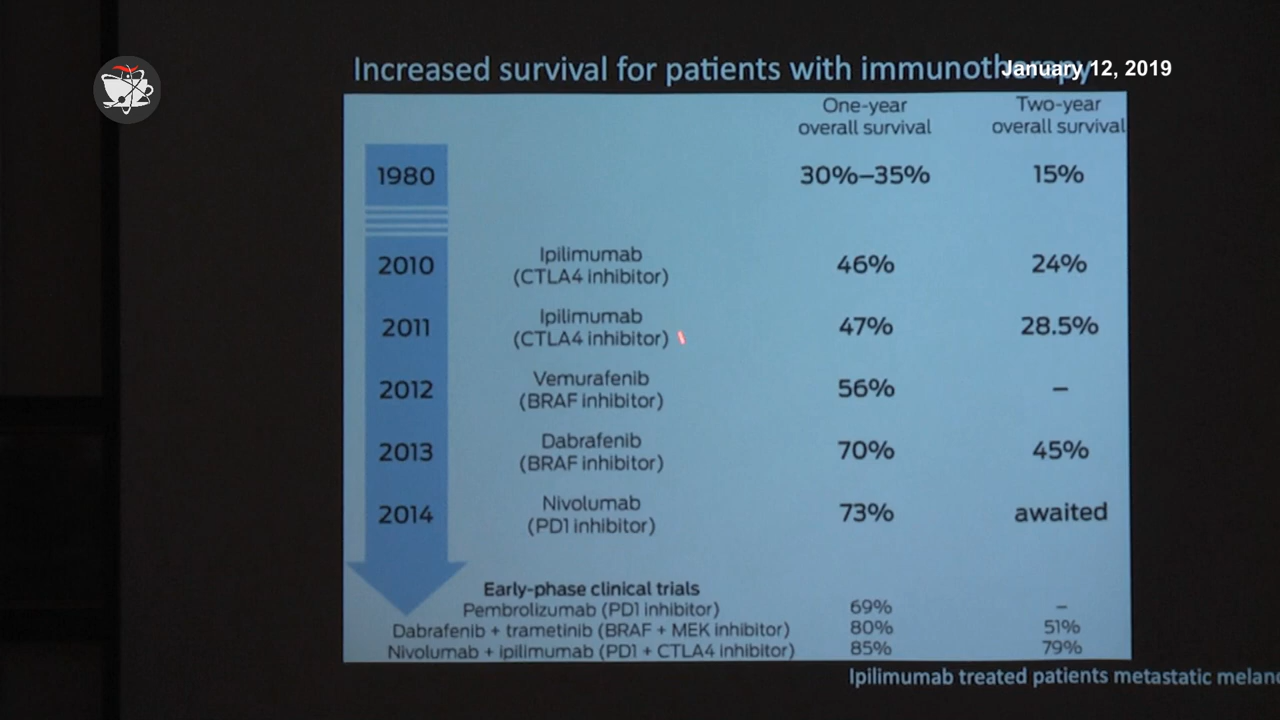 Increased survival for patients with immunotherapy
January 12, 2019
One-year overall survival
Two-year overall survival
1980 30%–35% 15%
2010 Ipilimumab (CTLA4 inhibitor) 46% 24%
2011 Ipilimumab (CTLA4 inhibitor) 47% 28.5%
2012 Vemurafenib (BRAF inhibitor) 56% –
2013 Dabrafenib (BRAF inhibitor) 70% 45%
2014 Nivolumab (PD1 inhibitor) 73% awaited
Early-phase clinical trials
Pembrolizumab (PD1 inhibitor) 69% –
Dabrafenib + trametinib (BRAF + MEK inhibitor) 80% 51%
Nivolumab + ipilimumab (PD1 + CTLA4 inhibitor) 85% 79%
Ipilimumab treated patients metastatic melan